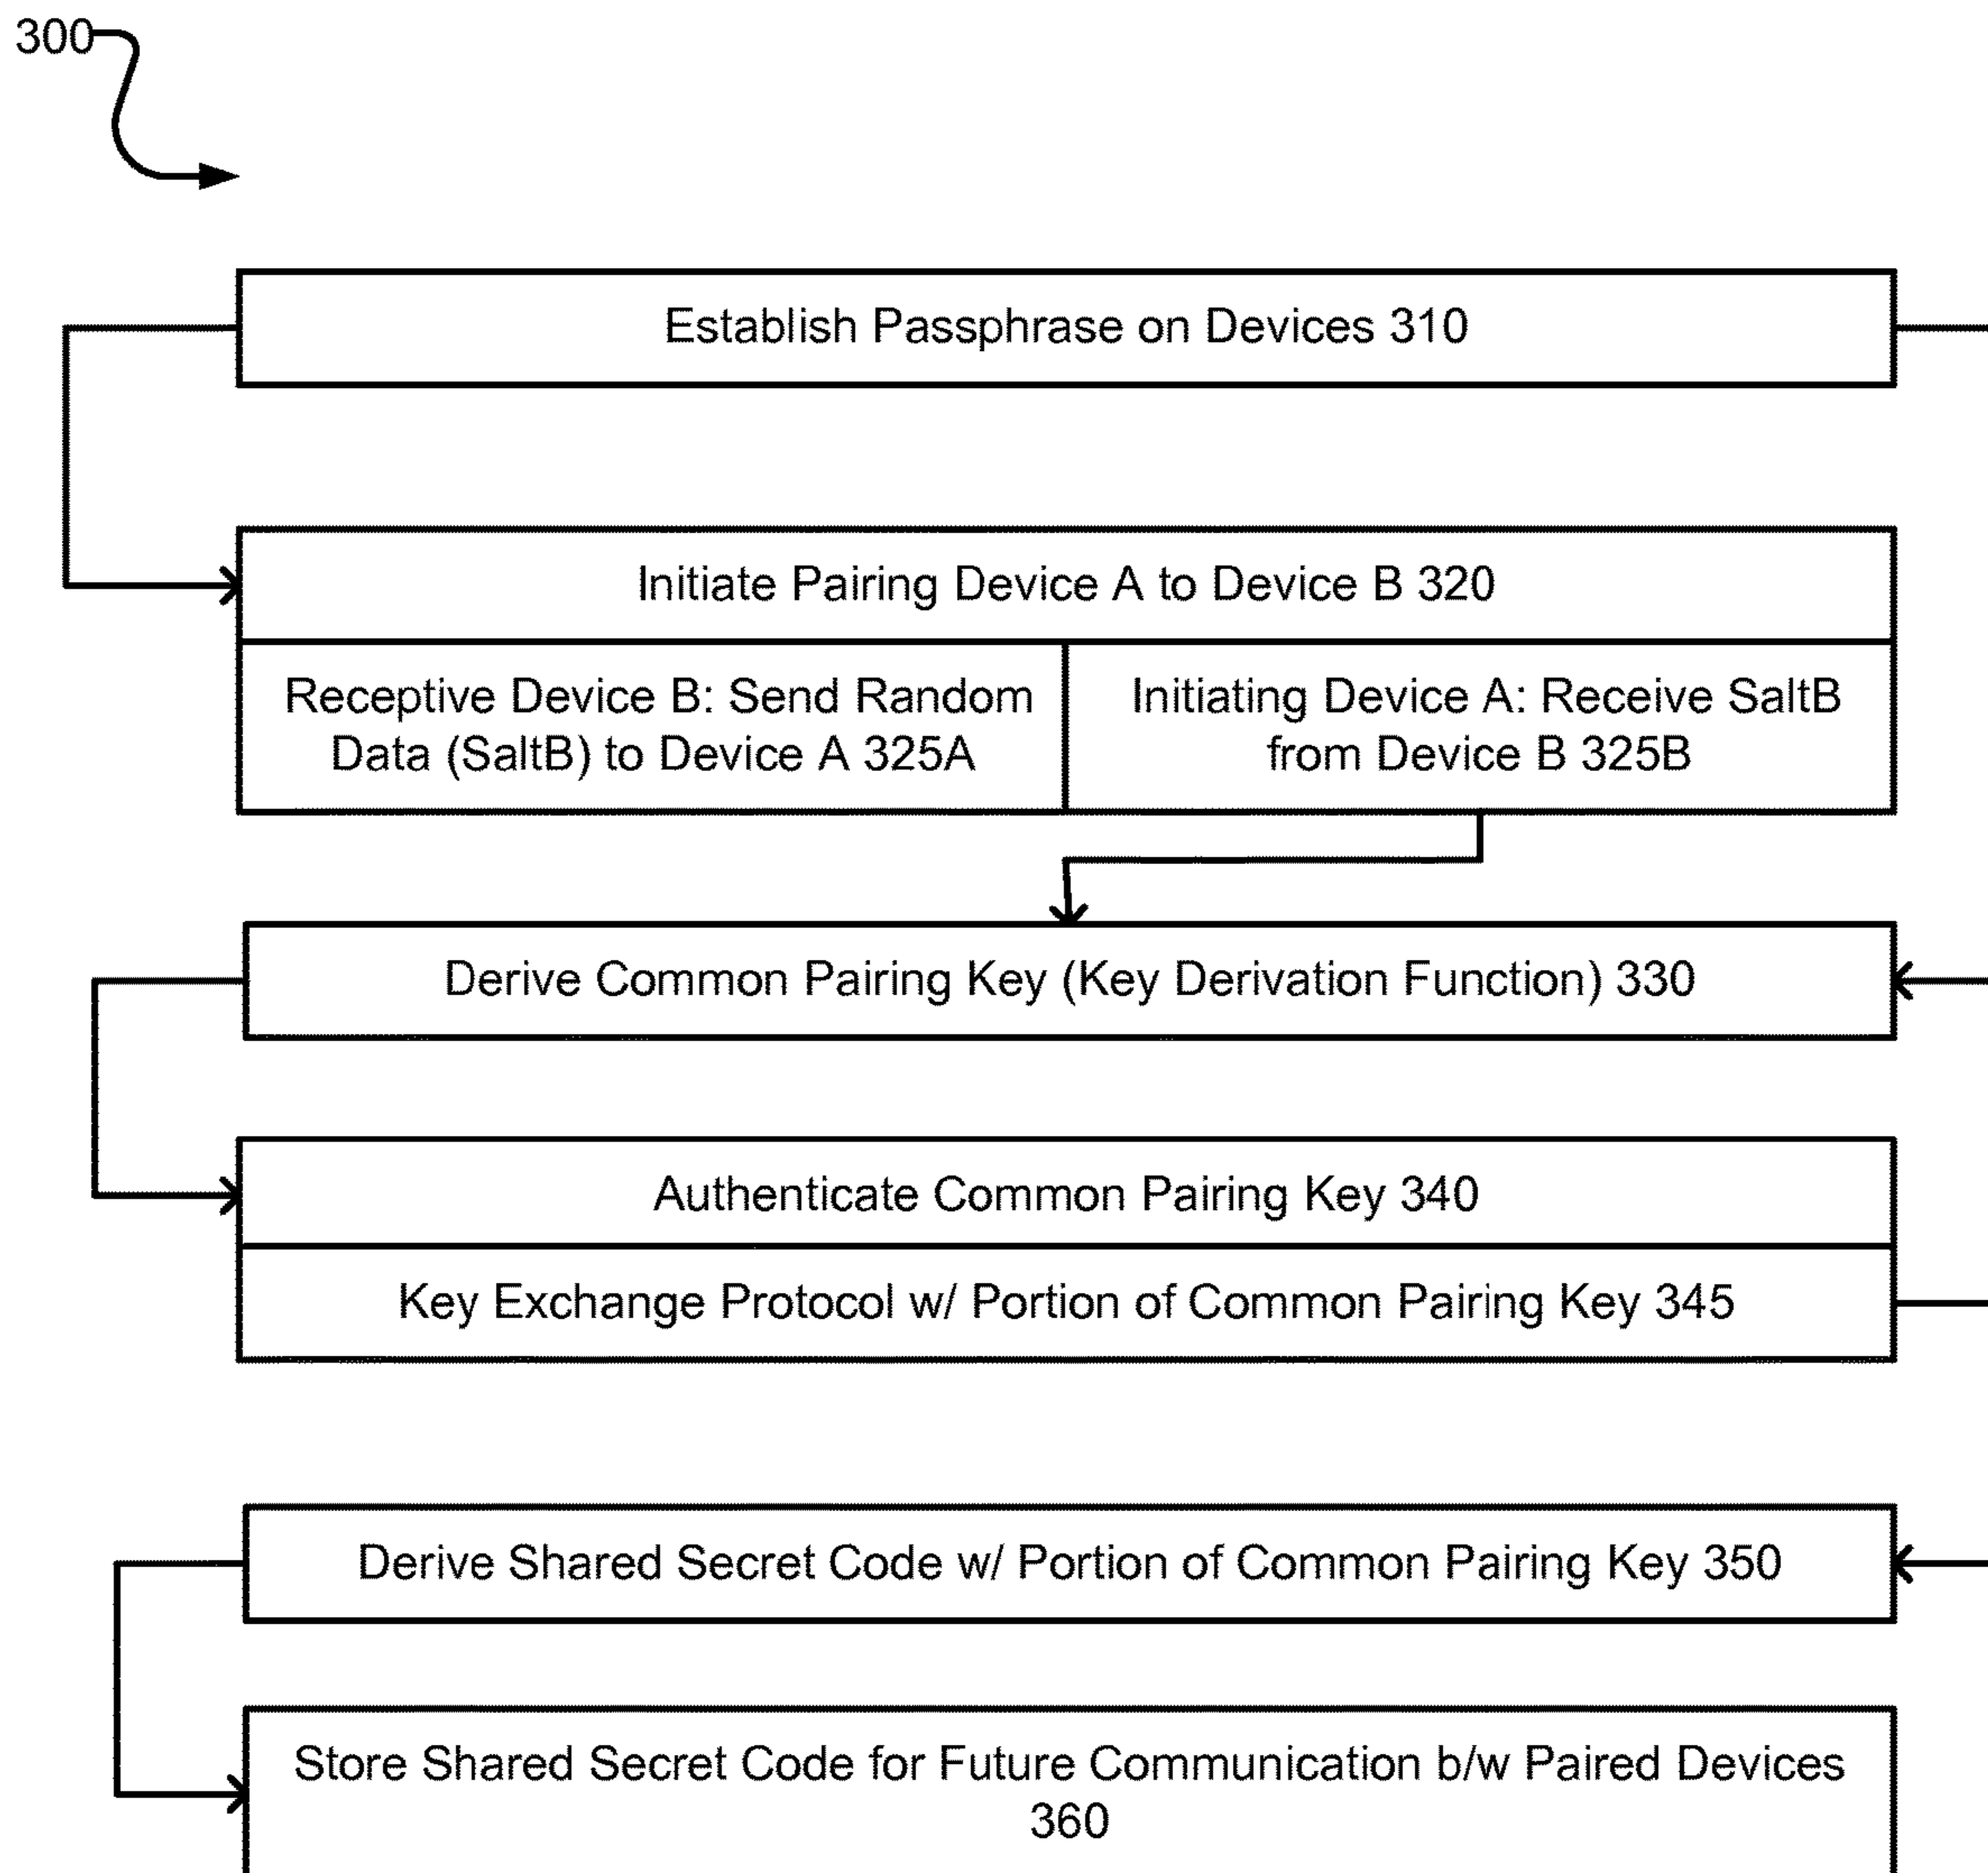 300
Establish Passphrase on Devices 310
Initiate Pairing Device A to Device B 320
Receptive Device B: Send Random
Data (SaltB) to Device A 325A
Initiating Device A: Receive SaltB
from Device B 325B
Derive Common Pairing Key (Key Derivation Function) 330
Authenticate Common Pairing Key 340
Key Exchange Protocol w/ Portion of Common Pairing Key 345
Derive Shared Secret Code w/ Portion of Common Pairing Key 350
Store Shared Secret Code for Future Communication b/w Paired Devices
360